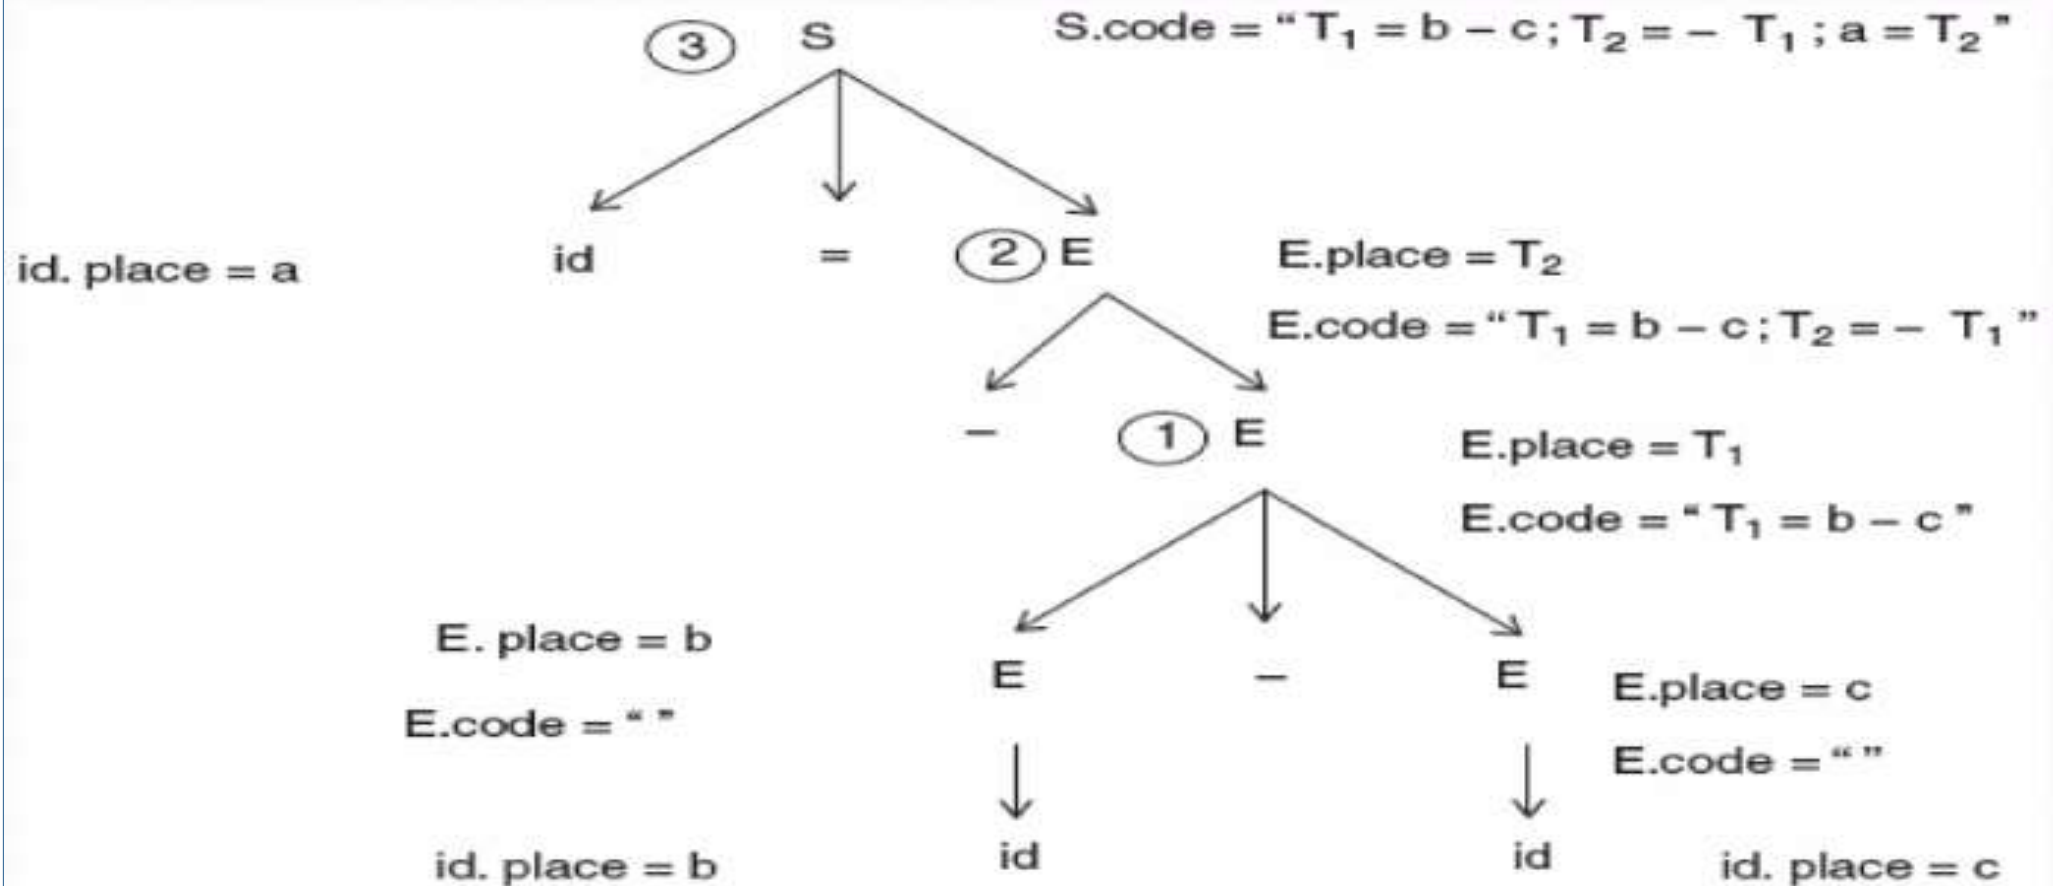 ③ S S.code = “ T₁ = b – c ; T₂ = – T₁ ; a = T₂ ”
id. place = a id = ② E E.place = T₂
E.code = “ T₁ = b – c ; T₂ = – T₁ ”
– ① E E.place = T₁
E.code = “ T₁ = b – c ”
E. place = b E – E E.place = c
E.code = “ ” E.code = “ ”
id. place = b id id id. place = c